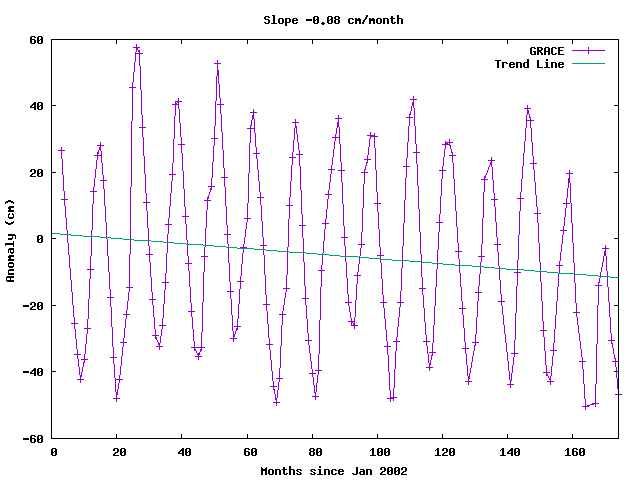 Slope -0.08 cm/month
GRACE
Trend Line
60
40
20
0
-20
-40
-60
Anomaly (cm)
0 20 40 60 80 100 120 140 160
Months since Jan 2002